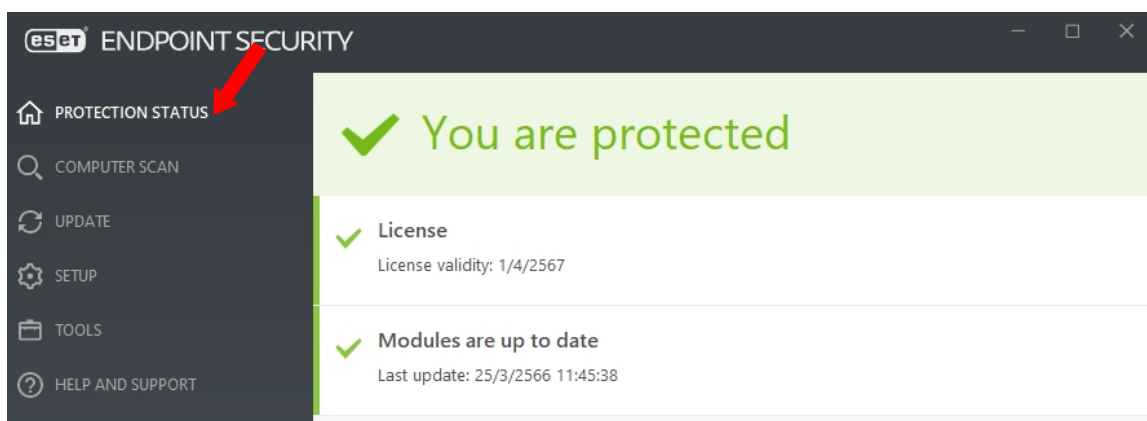 eset ENDPOINT SECURITY
PROTECTION STATUS
COMPUTER SCAN
UPDATE
SETUP
TOOLS
HELP AND SUPPORT
You are protected
License
License validity: 1/4/2567
Modules are up to date
Last update: 25/3/2566 11:45:38